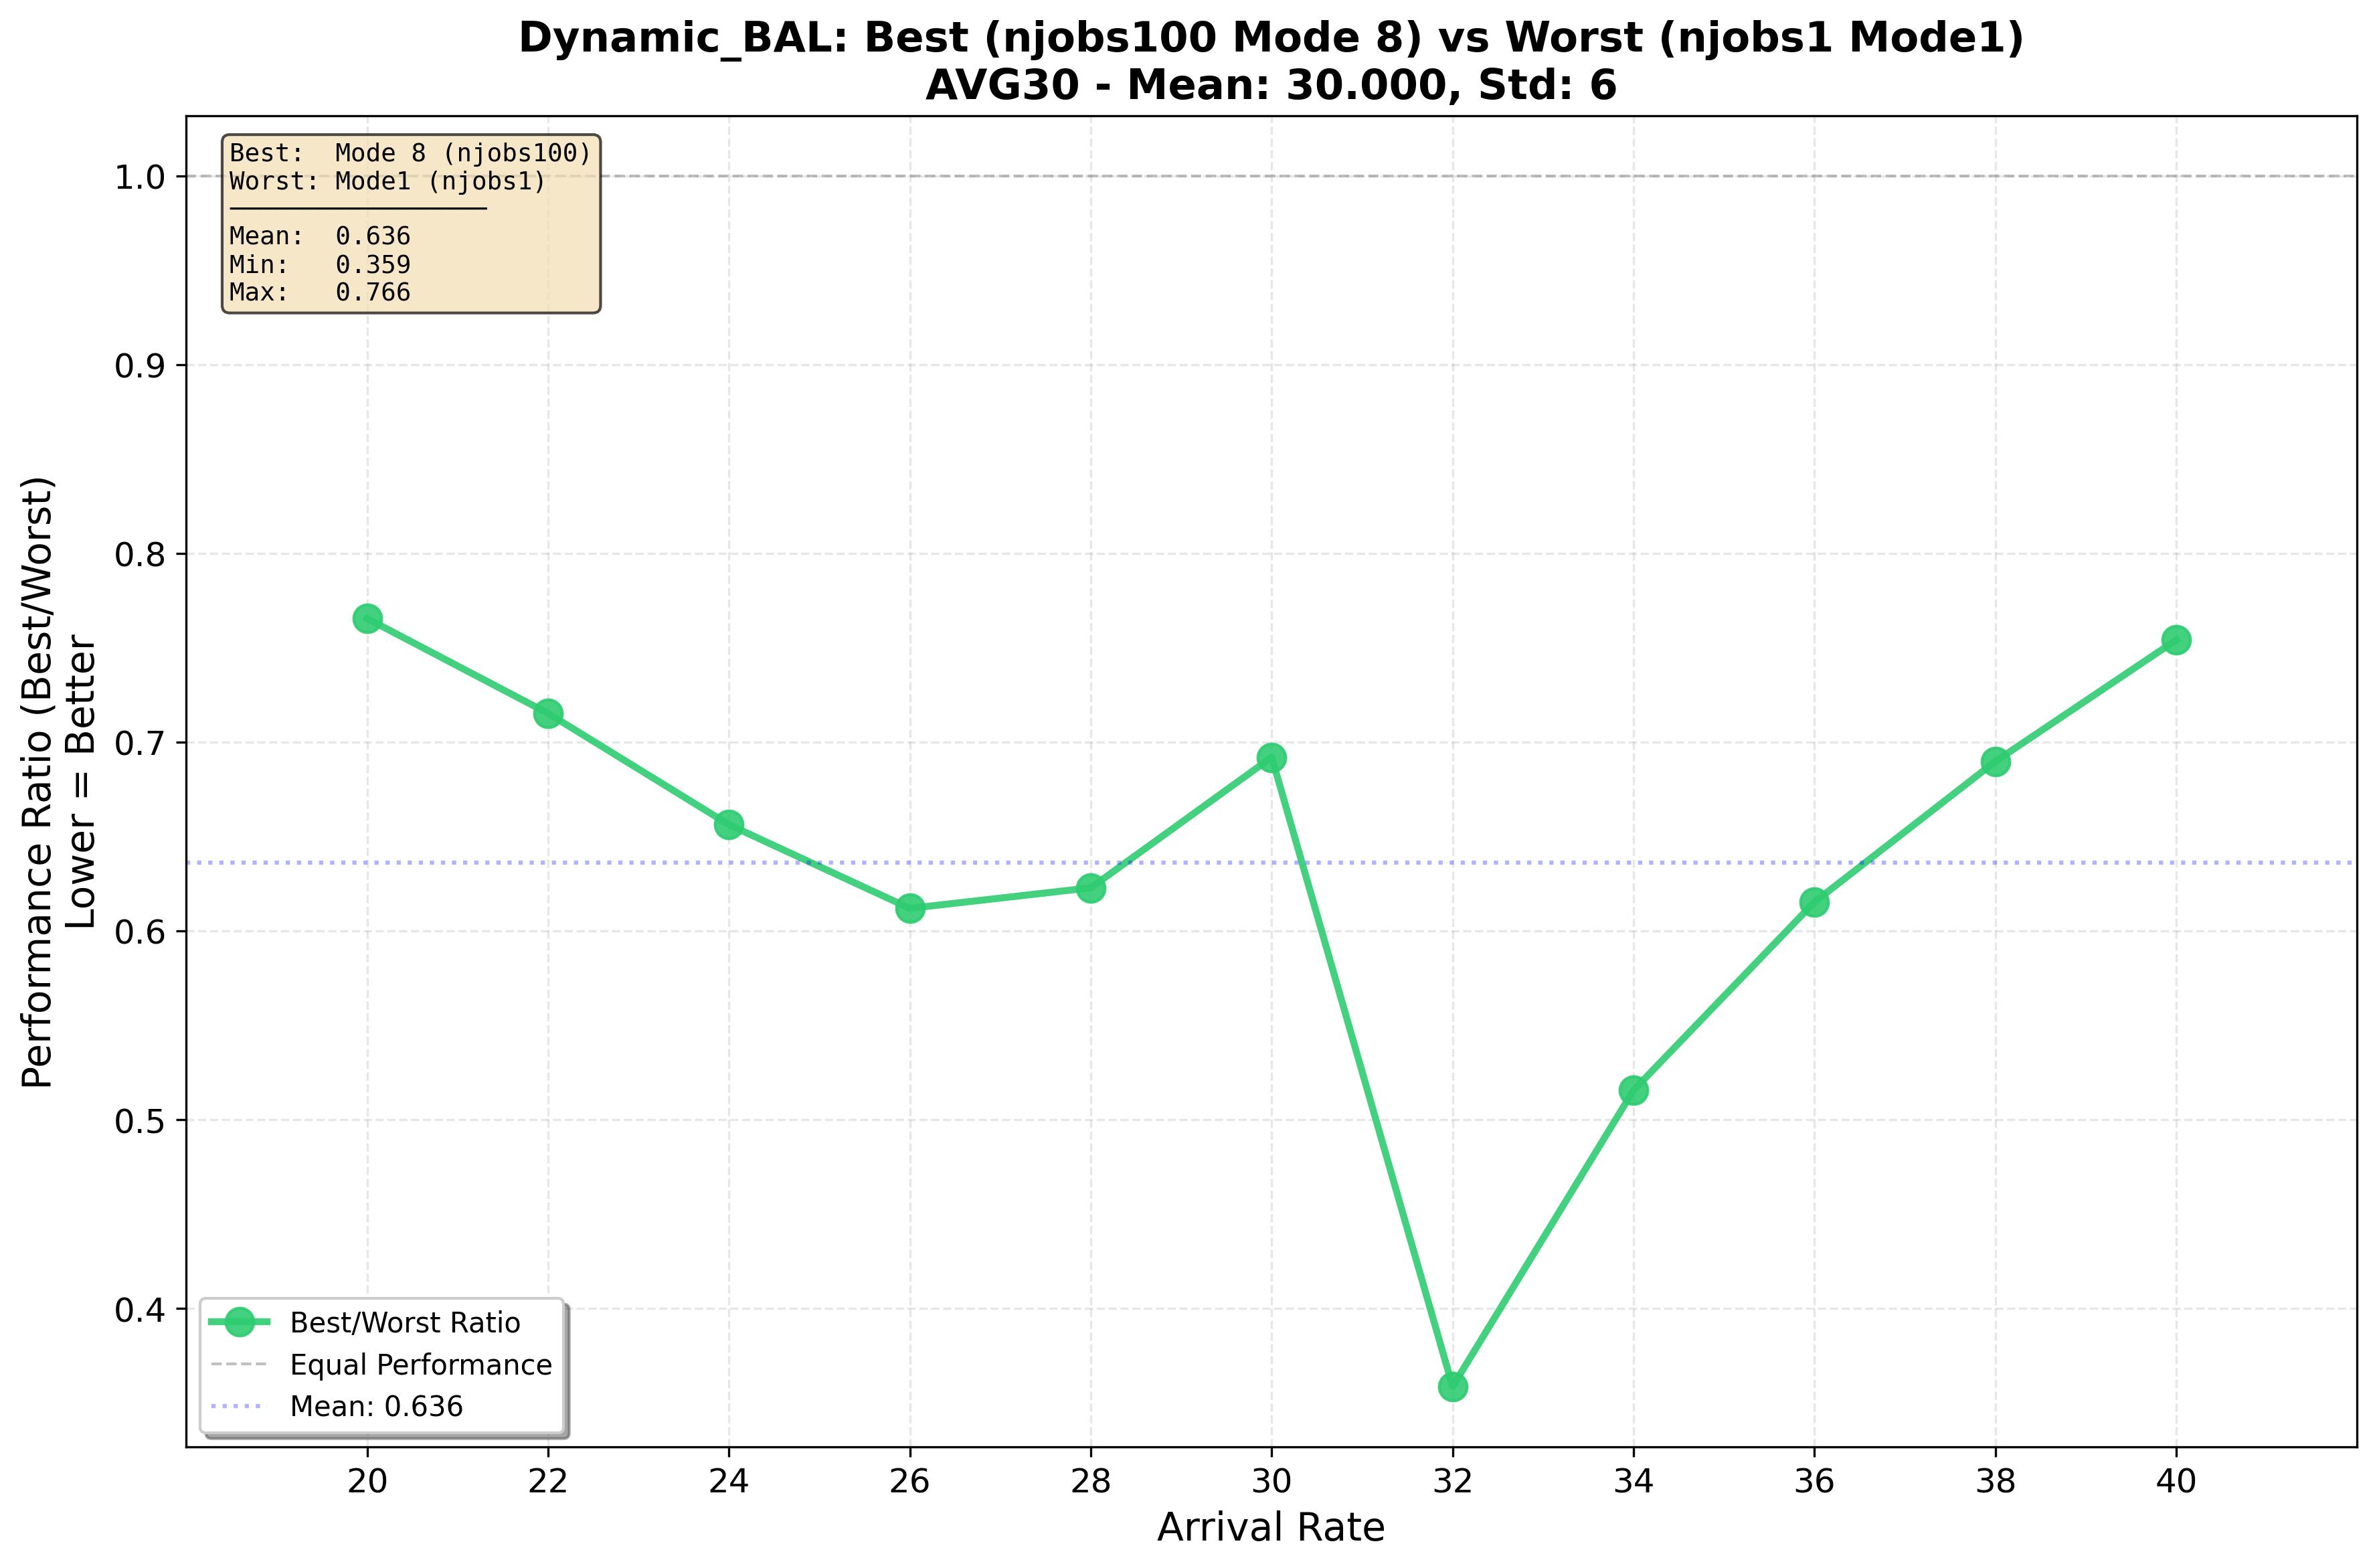 Dynamic_BAL: Best (njobs100 Mode 8) vs Worst (njobs1 Mode1)
AVG30 - Mean: 30.000, Std: 6
Best:  Mode 8 (njobs100)
Worst: Mode1 (njobs1)
Mean:  0.636
Min:   0.359
Max:   0.766
1.0
0.9
0.8
0.7
0.6
0.5
0.4
Performance Ratio (Best/Worst)
Lower = Better
Best/Worst Ratio
Equal Performance
Mean: 0.636
20 22 24 26 28 30 32 34 36 38 40
Arrival Rate